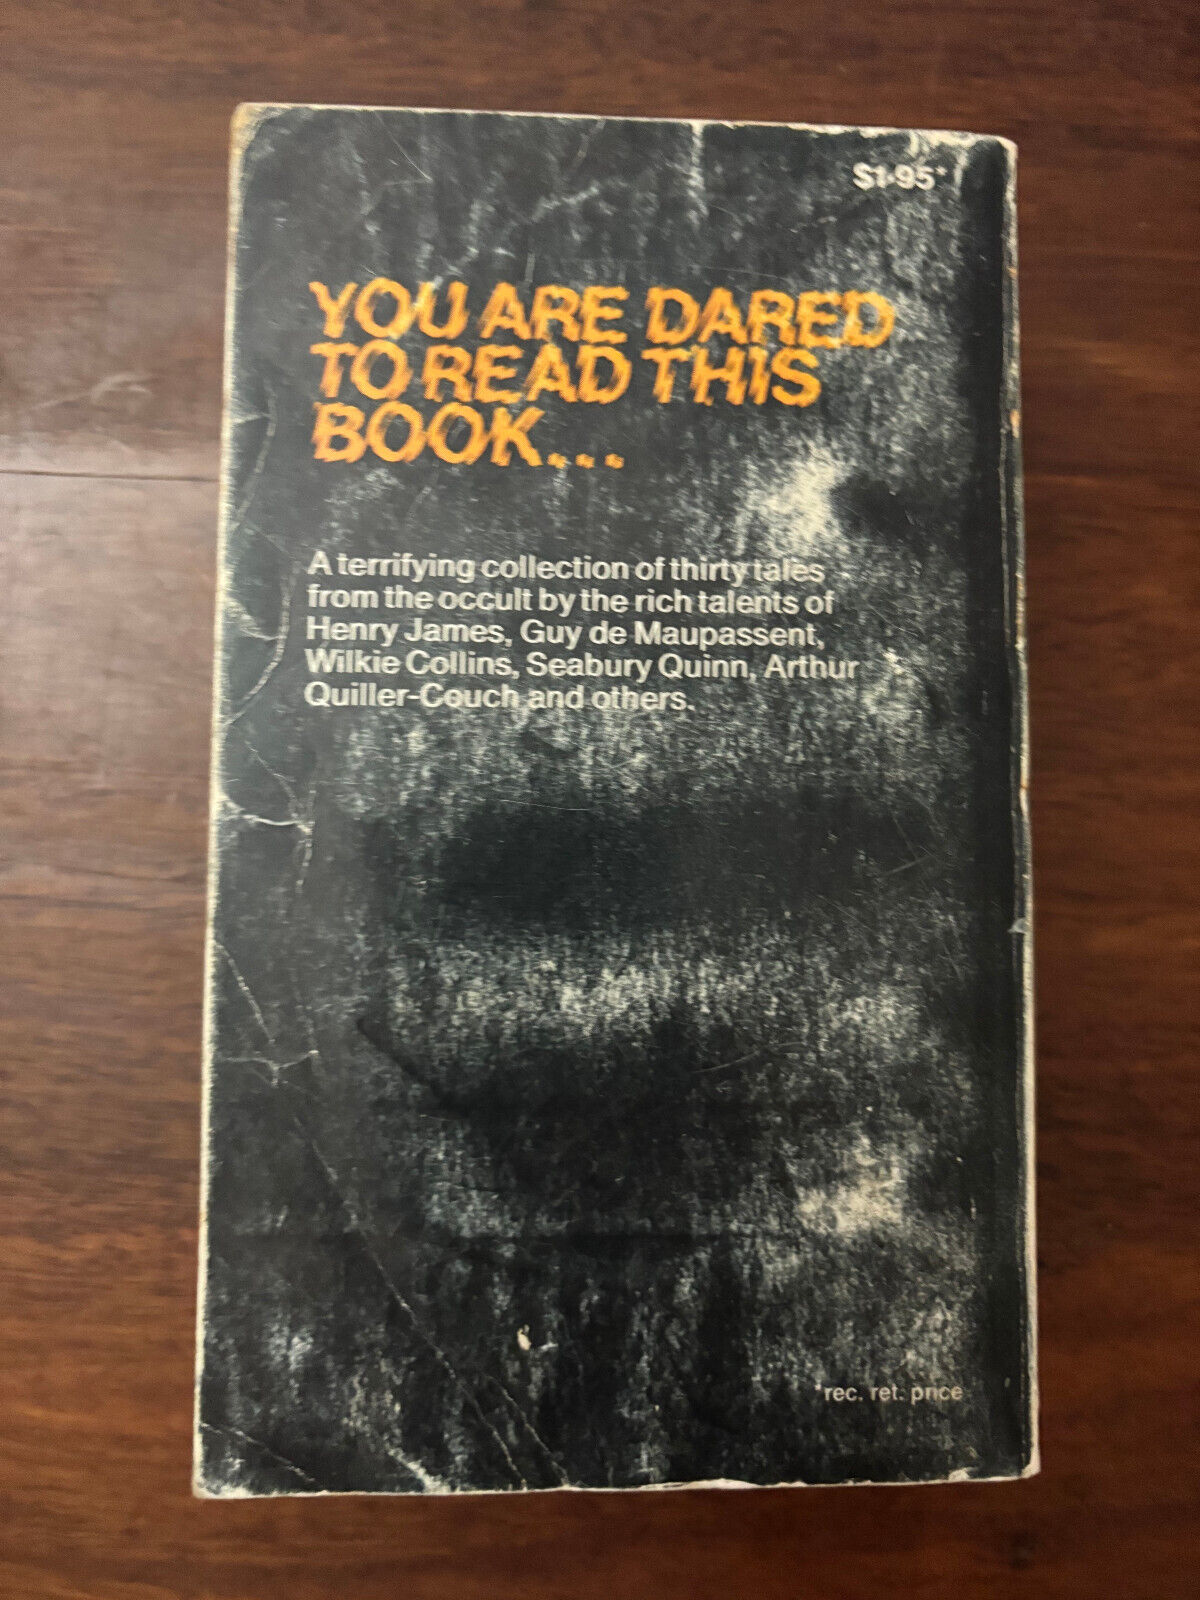 $1·95*
YOU ARE DARED
TO READ THIS
BOOK...
A terrifying collection of thirty tales
from the occult by the rich talents of
Henry James, Guy de Maupassent,
Wilkie Collins, Seabury Quinn, Arthur
Quiller-Couch and others.
*rec. ret. price